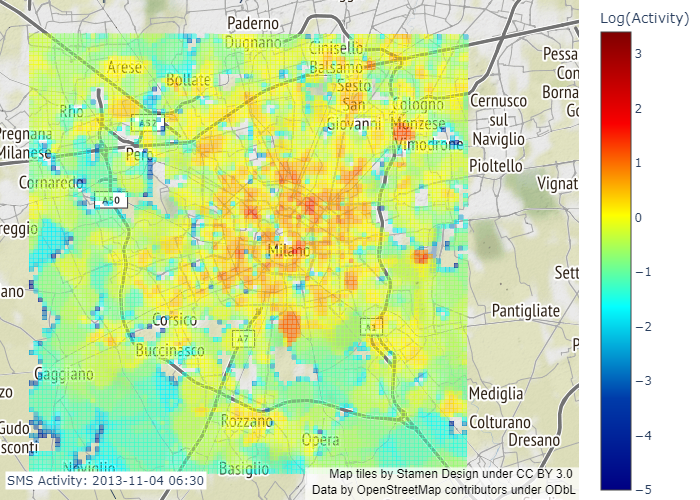 Log(Activity)
3
2
1
0
−1
−2
−3
−4
−5
Paderno
Dugnano
Cinisello
Balsamo
Arese
Bollate
Sesto
San
Giovanni
Cologno
Monzese
Vimodrone
Cernusco
sul
Naviglio
Pioltello
Rho
A52
Pregnana
Milanese
Pero
Cornaredo
A50
Vignat
reggio
Milano
Sett
ano
Pantigliate
Corsico
A7
A1
Buccinasco
Gaggiano
Mediglia
Colturano
Dresano
Rozzano
Opera
Gudo
sconti
Noviglio
Basiglio
SMS Activity: 2013-11-04 06:30
Map tiles by Stamen Design under CC BY 3.0
Data by OpenStreetMap contributors under ODbL